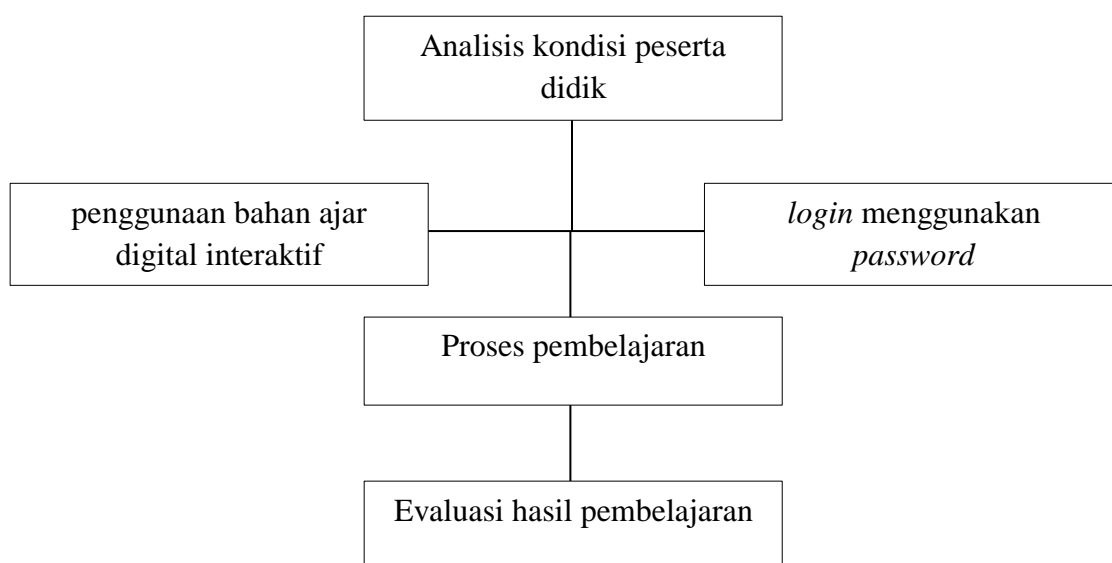 Analisis kondisi peserta
didik
penggunaan bahan ajar
digital interaktif
login menggunakan
password
Proses pembelajaran
Evaluasi hasil pembelajaran